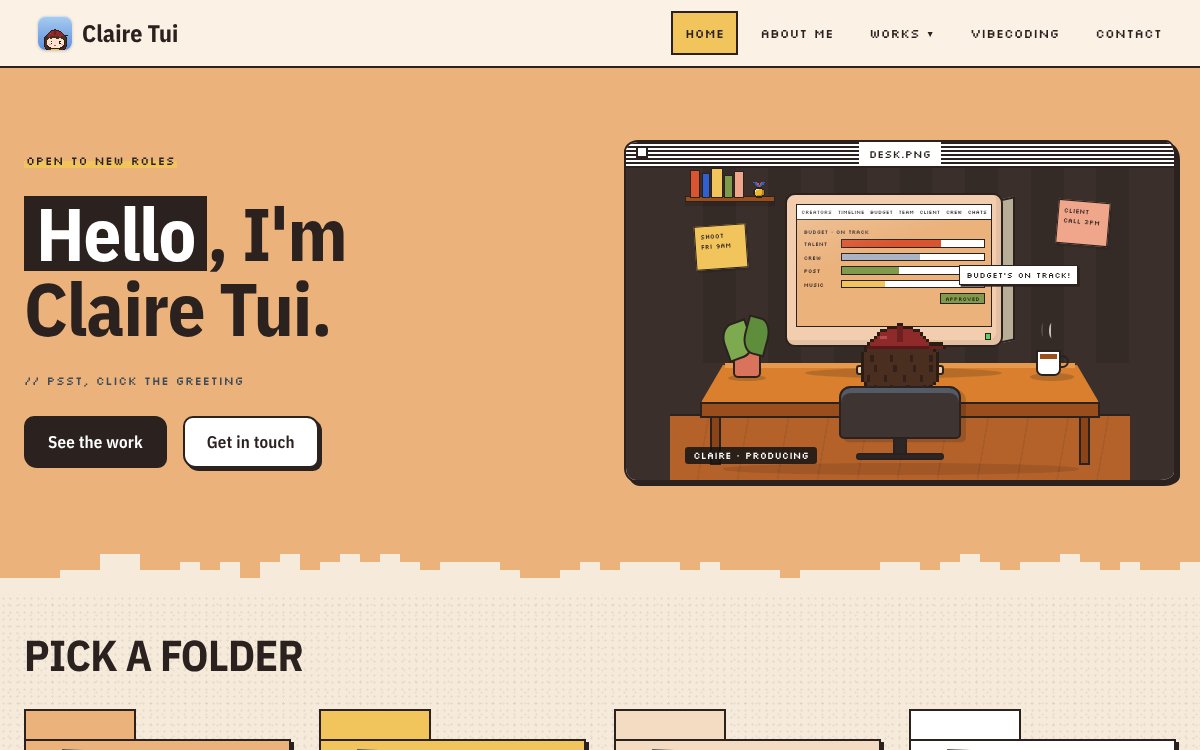 Claire Tui
HOME
ABOUT ME
WORKS ▾
VIBECODING
CONTACT
OPEN TO NEW ROLES
Hello, I'm
Claire Tui.
// PSST, CLICK THE GREETING
See the work
Get in touch
DESK.PNG
SHOOT
FRI 9AM
CREATORS TIMELINE BUDGET TEAM CLIENT CREW CHATS
BUDGET · ON TRACK
TALENT
CREW
POST
MUSIC
APPROVED
BUDGET'S ON TRACK!
CLIENT
CALL 2PM
CLAIRE · PRODUCING
PICK A FOLDER